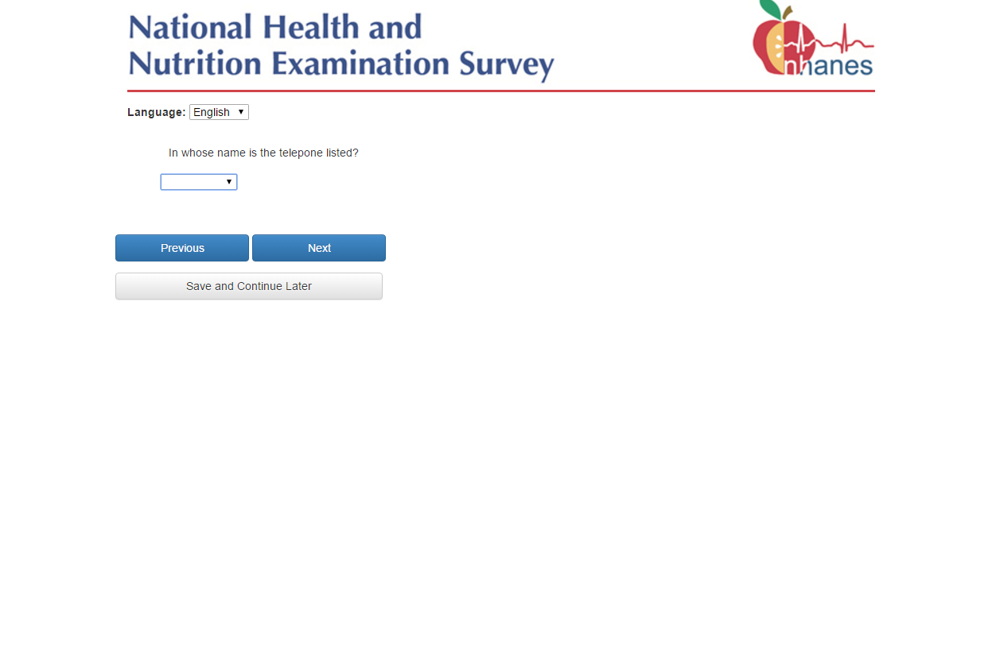 National Health and
Nutrition Examination Survey
nhanes
Language: English
In whose name is the telepone listed?
Previous
Next
Save and Continue Later